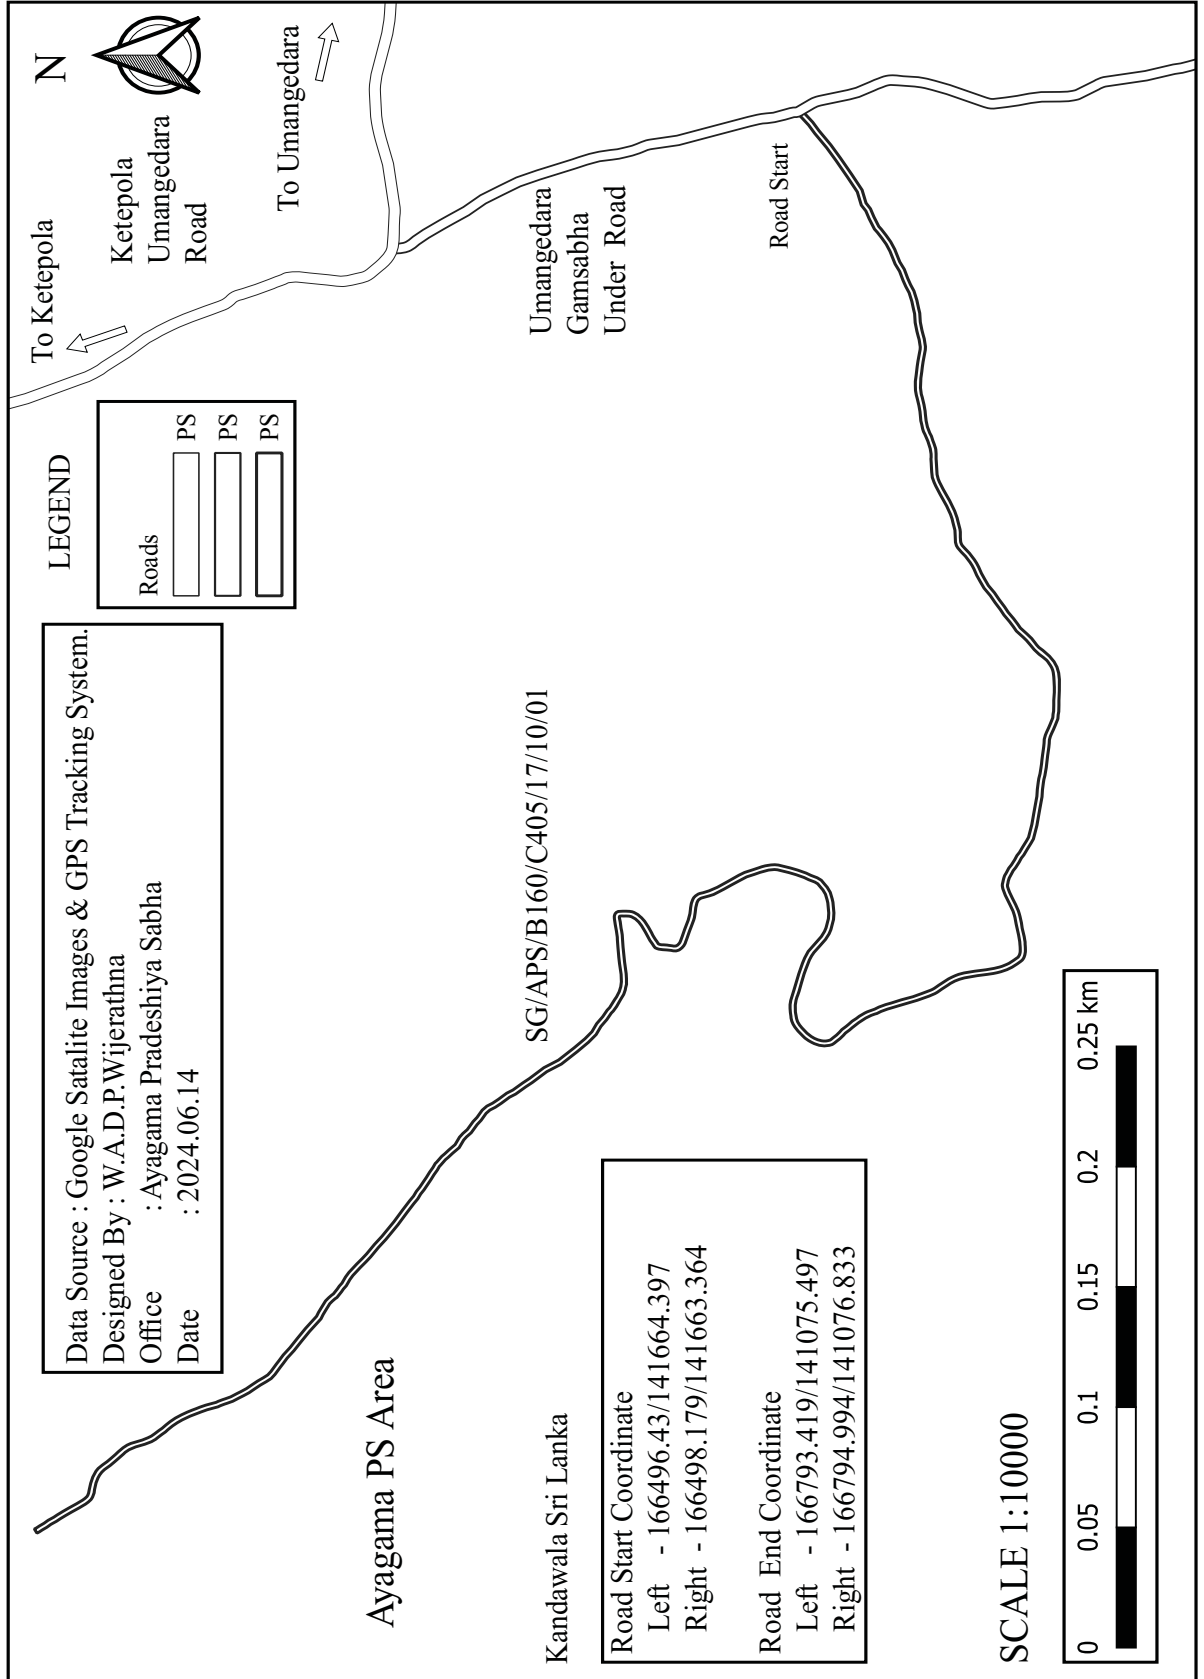 Data Source : Google Satalite Images & GPS Tracking System.
Designed By : W.A.D.P.Wijerathna
Office : Ayagama Pradeshiya Sabha
Date : 2024.06.14
LEGEND
Roads
PS
PS
PS
To Ketepola
N
Ketepola
Umangedara
Road
To Umangedara
Ayagama PS Area
SG/APS/B160/C405/17/10/01
Umangedara
Gamsabha
Under Road
Kandawala Sri Lanka
Road Start
Road Start Coordinate
Left - 166496.43/141664.397
Right - 166498.179/141663.364
Road End Coordinate
Left - 166793.419/141075.497
Right - 166794.994/141076.833
SCALE 1:10000
0 0.05 0.1 0.15 0.2 0.25 km